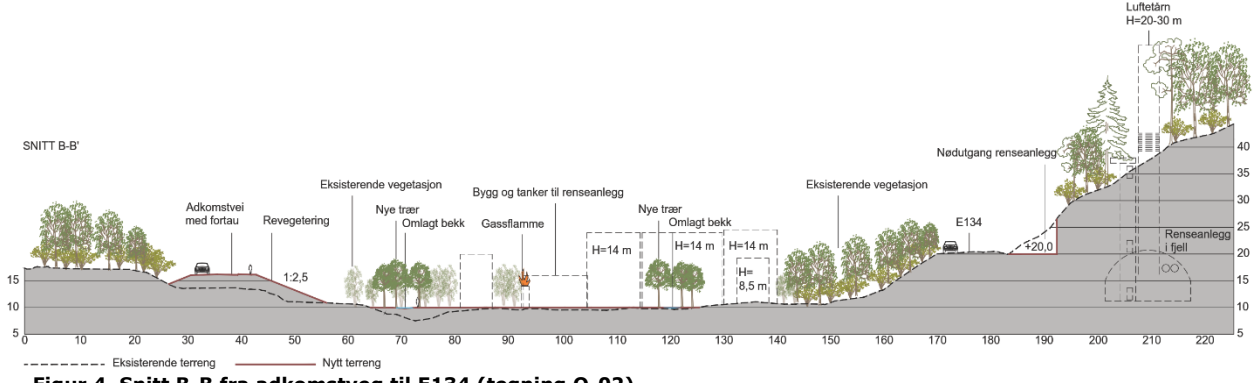 Luftetårn
H=20-30 m
SNITT B-B'
Nødutgang renseanlegg
Eksisterende vegetasjon
Bygg og tanker til renseanlegg
Eksisterende vegetasjon
Adkomstvei
med fortau
Revegetering
Nye trær
Omlagt bekk
Gassflamme
Nye trær
Omlagt bekk
E134
1:2,5
H=14 m
H=14 m
H=14 m
H=
8,5 m
+20,0
Renseanlegg
i fjell
40
35
30
25
20
15
10
5
15
10
5
0 10 20 30 40 50 60 70 80 90 100 110 120 130 140 150 160 170 180 190 200 210 220
Eksisterende terreng
Nytt terreng
Figur 4. Snitt B-B fra adkomstveg til E134 (tegning O-02)